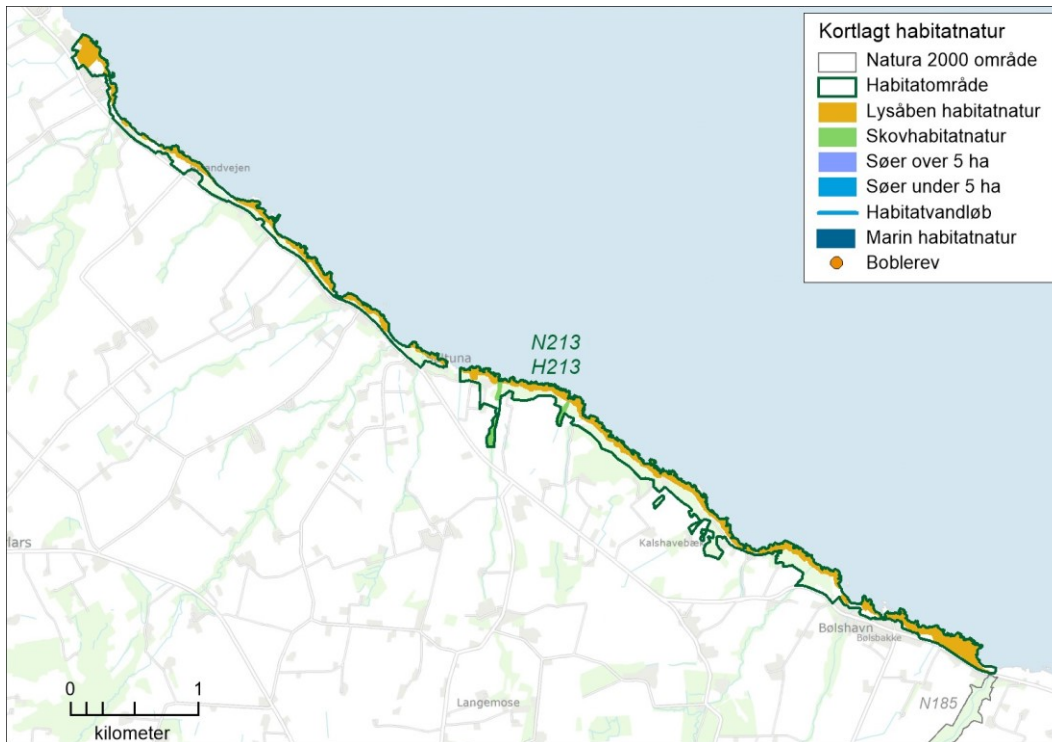 Kortlagt habitatnatur
Natura 2000 område
Habitatområde
Lysåben habitatnatur
Skovhabitatnatur
Søer over 5 ha
Søer under 5 ha
Habitatvandløb
Marin habitatnatur
Boblerev
N213
H213
Bølshavn
Bølsbakke
Langemose
N185
0
1
kilometer